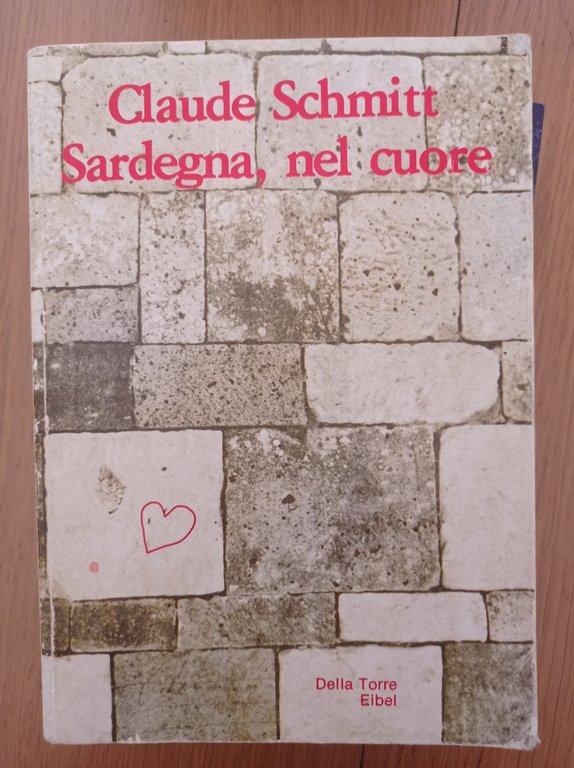 Claude Schmitt
Sardegna, nel cuore
Della Torre
Eibel